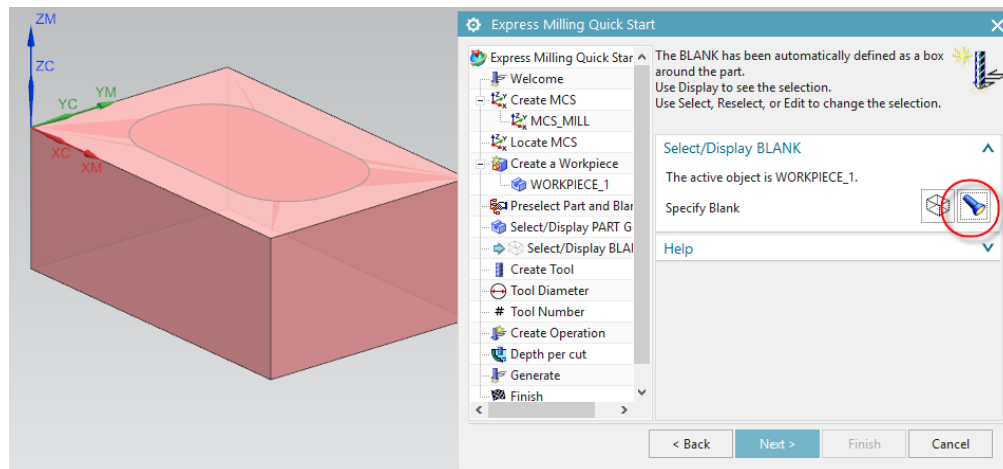 ZM
ZC
YM
YC
XC
XM
Express Milling Quick Start
Express Milling Quick Star
Welcome
Create MCS
MCS_MILL
Locate MCS
Create a Workpiece
WORKPIECE_1
Preselect Part and Blar
Select/Display PART G
Select/Display BLAI
Create Tool
Tool Diameter
# Tool Number
Create Operation
Depth per cut
Generate
Finish
The BLANK has been automatically defined as a box
around the part.
Use Display to see the selection.
Use Select, Reselect, or Edit to change the selection.
Select/Display BLANK
The active object is WORKPIECE_1.
Specify Blank
Help
< Back
Next >
Finish
Cancel